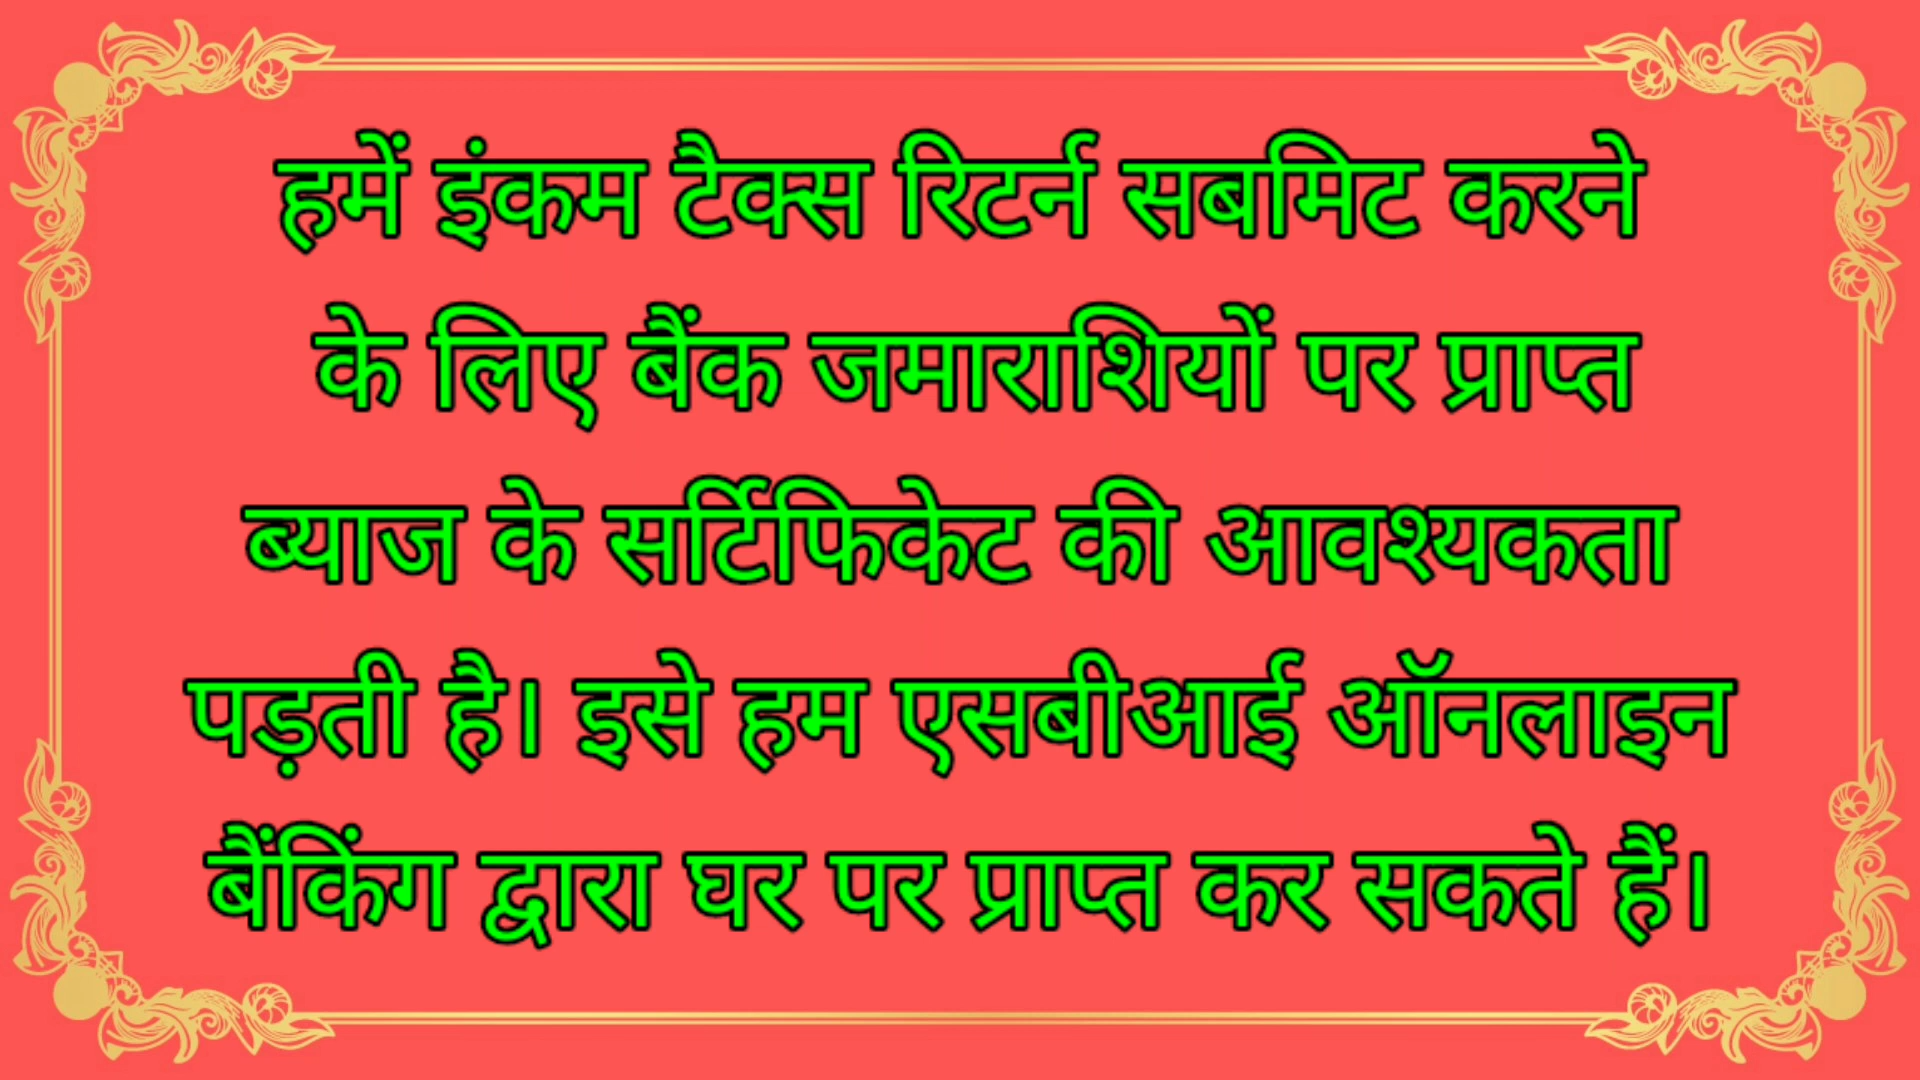 हमें इंकम टैक्स रिटर्न सबमिट करने
के लिए बैंक जमाराशियों पर प्राप्त
ब्याज के सर्टिफिकेट की आवश्यकता
पड़ती है। इसे हम एसबीआई ऑनलाइन
बैंकिंग द्वारा घर पर प्राप्त कर सकते हैं।